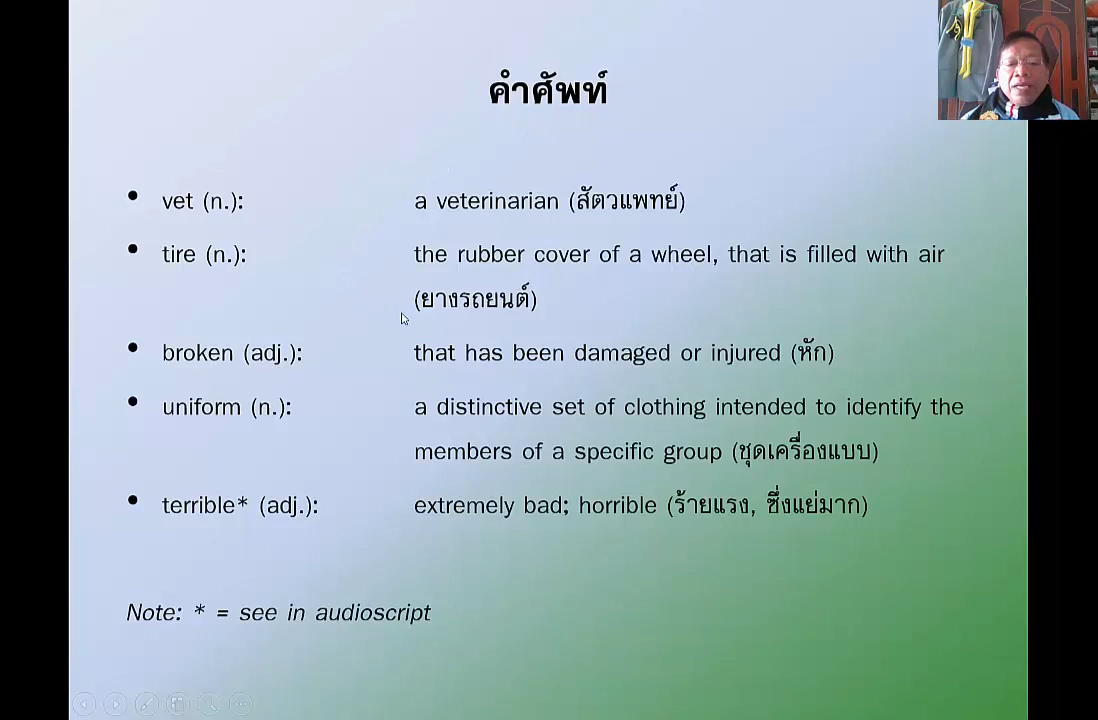 คำศัพท์
• vet (n.): a veterinarian (สัตวแพทย์)
• tire (n.): the rubber cover of a wheel, that is filled with air
(ยางรถยนต์)
• broken (adj.): that has been damaged or injured (หัก)
• uniform (n.): a distinctive set of clothing intended to identify the
members of a specific group (ชุดเครื่องแบบ)
• terrible* (adj.): extremely bad; horrible (ร้ายแรง, ซึ่งแย่มาก)
Note: * = see in audioscript